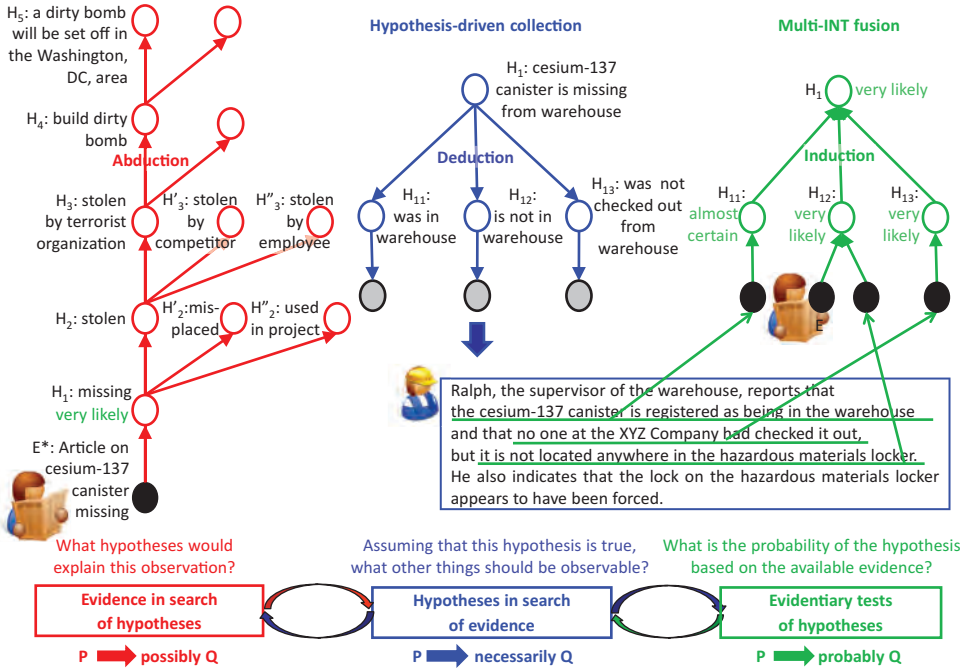 H5: a dirty bomb
will be set off in
the Washington,
DC, area
H4: build dirty
bomb
Abduction
H3: stolen
by terrorist
organization
H'3: stolen
by
competitor
H"3: stolen
by
employee
H2: stolen
H'2:mis-
placed
H"2: used
in project
H1: missing
very likely
E*: Article on
cesium-137
canister
missing
Hypothesis-driven collection
H1: cesium-137
canister is missing
from warehouse
Deduction
H11:
was in
warehouse
H12:
is not in
warehouse
H13: was not
checked out
from
warehouse
Multi-INT fusion
H1 very likely
Induction
H11:
almost
certain
H12:
very
likely
H13:
very
likely
E
Ralph, the supervisor of the warehouse, reports that
the cesium-137 canister is registered as being in the warehouse
and that no one at the XYZ Company had checked it out,
but it is not located anywhere in the hazardous materials locker.
He also indicates that the lock on the hazardous materials locker
appears to have been forced.
What hypotheses would
explain this observation?
Evidence in search
of hypotheses
P possibly Q
Assuming that this hypothesis is true,
what other things should be observable?
Hypotheses in search
of evidence
P necessarily Q
What is the probability of the hypothesis
based on the available evidence?
Evidentiary tests
of hypotheses
P probably Q